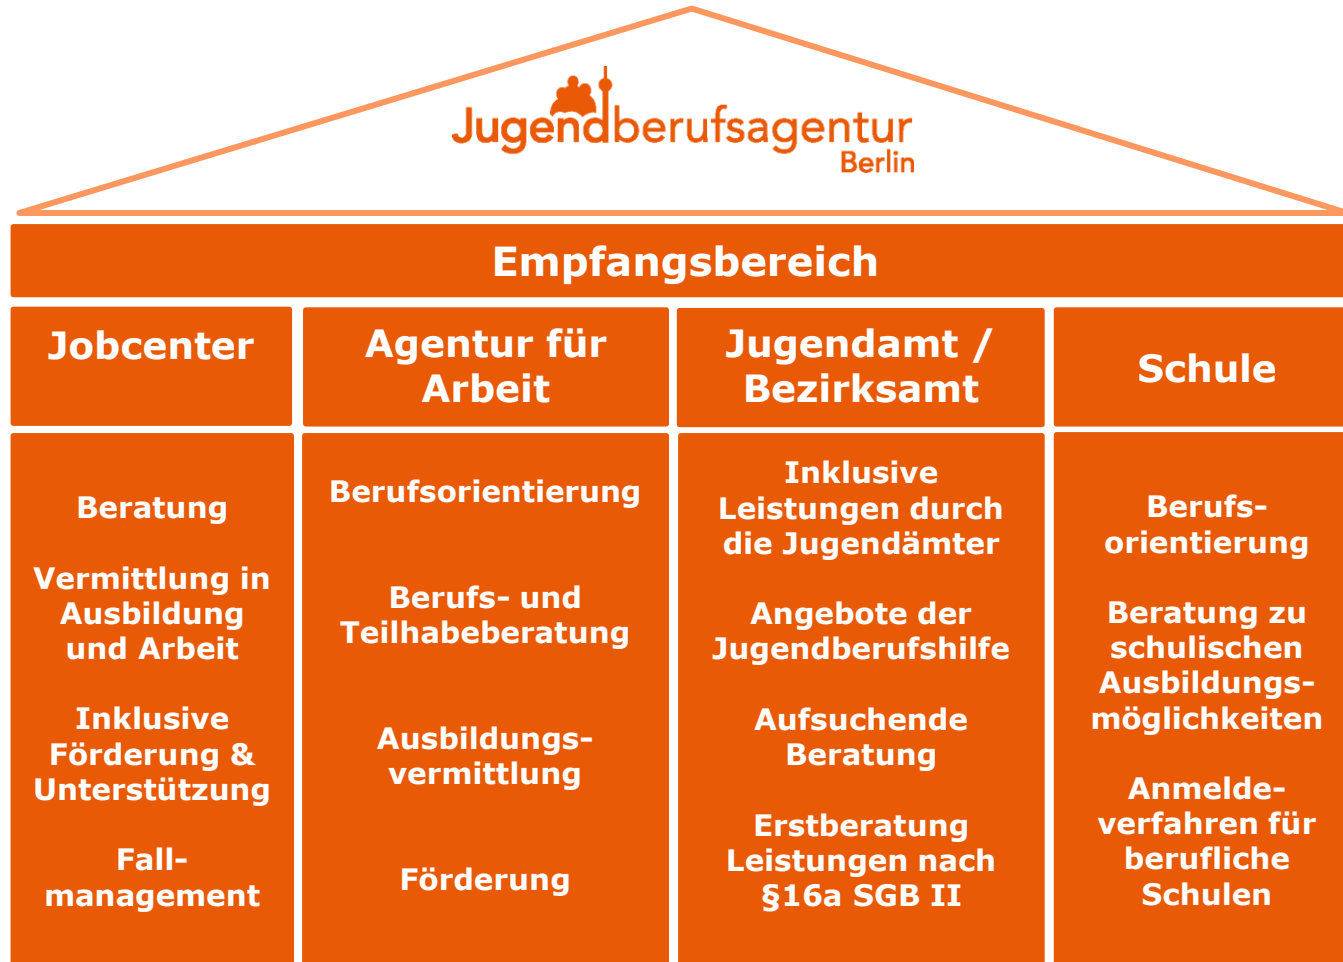 Jugendberufsagentur
Berlin
Empfangsbereich
Jobcenter
Beratung
Vermittlung in
Ausbildung
und Arbeit
Inklusive
Förderung &
Unterstützung
Fall-
management
Agentur für
Arbeit
Berufsorientierung
Berufs- und
Teilhabeberatung
Ausbildungs-
vermittlung
Förderung
Jugendamt /
Bezirksamt
Inklusive
Leistungen durch
die Jugendämter
Angebote der
Jugendberufshilfe
Aufsuchende
Beratung
Erstberatung
Leistungen nach
§16a SGB II
Schule
Berufs-
orientierung
Beratung zu
schulischen
Ausbildungs-
möglichkeiten
Anmelde-
verfahren für
berufliche
Schulen